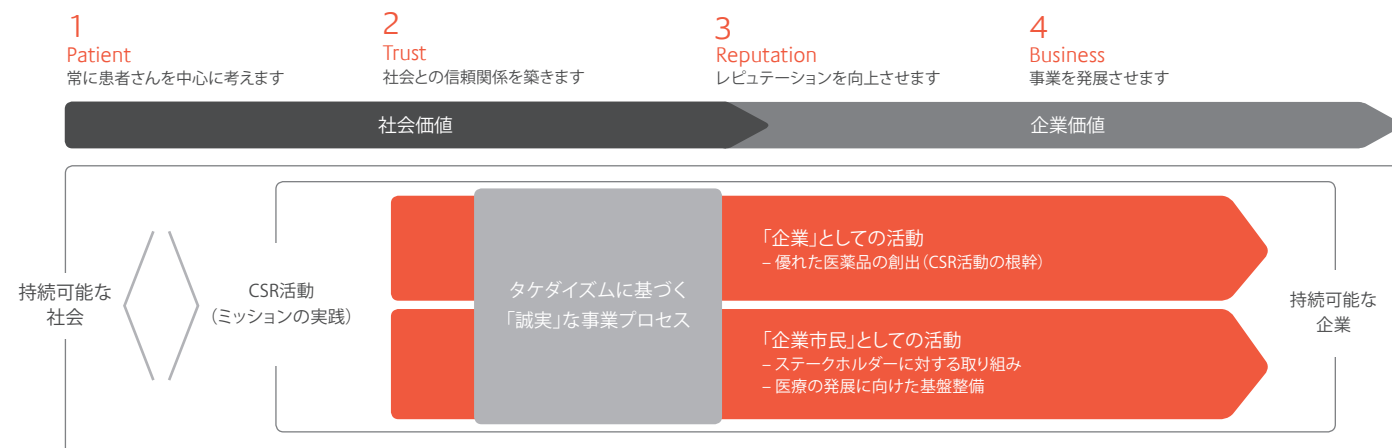 1
Patient
常に患者さんを中心に考えます
2
Trust
社会との信頼関係を築きます
3
Reputation
レピュテーションを向上させます
4
Business
事業を発展させます
社会価値
企業価値
持続可能な
社会
CSR活動
(ミッションの実践)
タケダイズムに基づく
「誠実」な事業プロセス
「企業」としての活動
– 優れた医薬品の創出(CSR活動の根幹)
「企業市民」としての活動
– ステークホルダーに対する取り組み
– 医療の発展に向けた基盤整備
持続可能な
企業